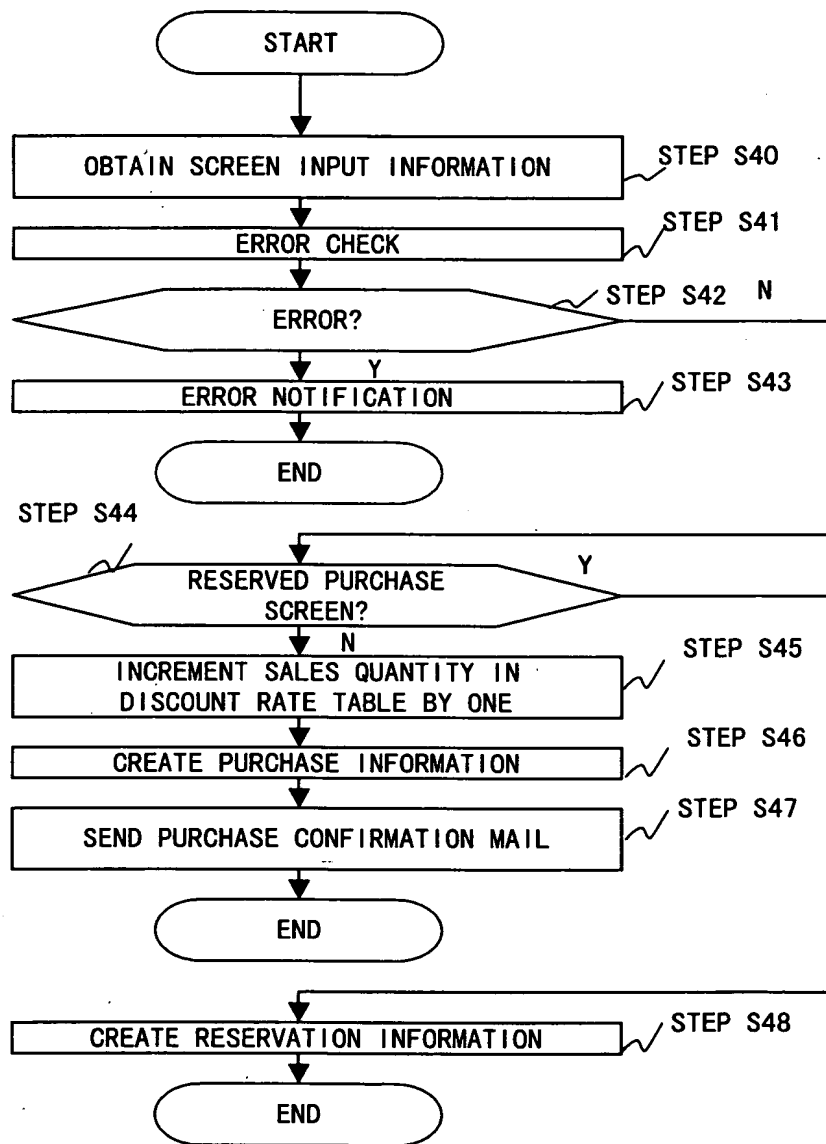 START
OBTAIN SCREEN INPUT INFORMATION
STEP S40
ERROR CHECK
STEP S41
ERROR?
STEP S42
N
Y
ERROR NOTIFICATION
STEP S43
END
STEP S44
RESERVED PURCHASE
SCREEN?
Y
N
INCREMENT SALES QUANTITY IN
DISCOUNT RATE TABLE BY ONE
STEP S45
CREATE PURCHASE INFORMATION
STEP S46
SEND PURCHASE CONFIRMATION MAIL
STEP S47
END
CREATE RESERVATION INFORMATION
STEP S48
END